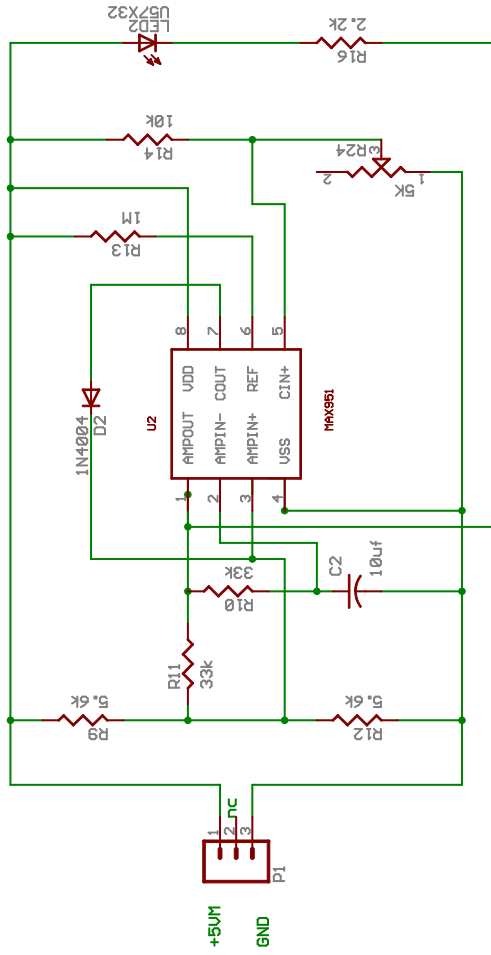 U57X32
LED2
2.2k
R16
10k
R14
R24
3
2
1
5K
1M
R13
8
7
6
5
VDD
COUT
REF
CIN+
U2
MAX951
AMPOUT
AMPIN-
AMPIN+
VSS
1
2
3
4
1N4004
D2
33k
R10
C2
10uf
R11
33k
5.6k
R9
5.6k
R12
nc
1
2
3
P1
+5VM
GND